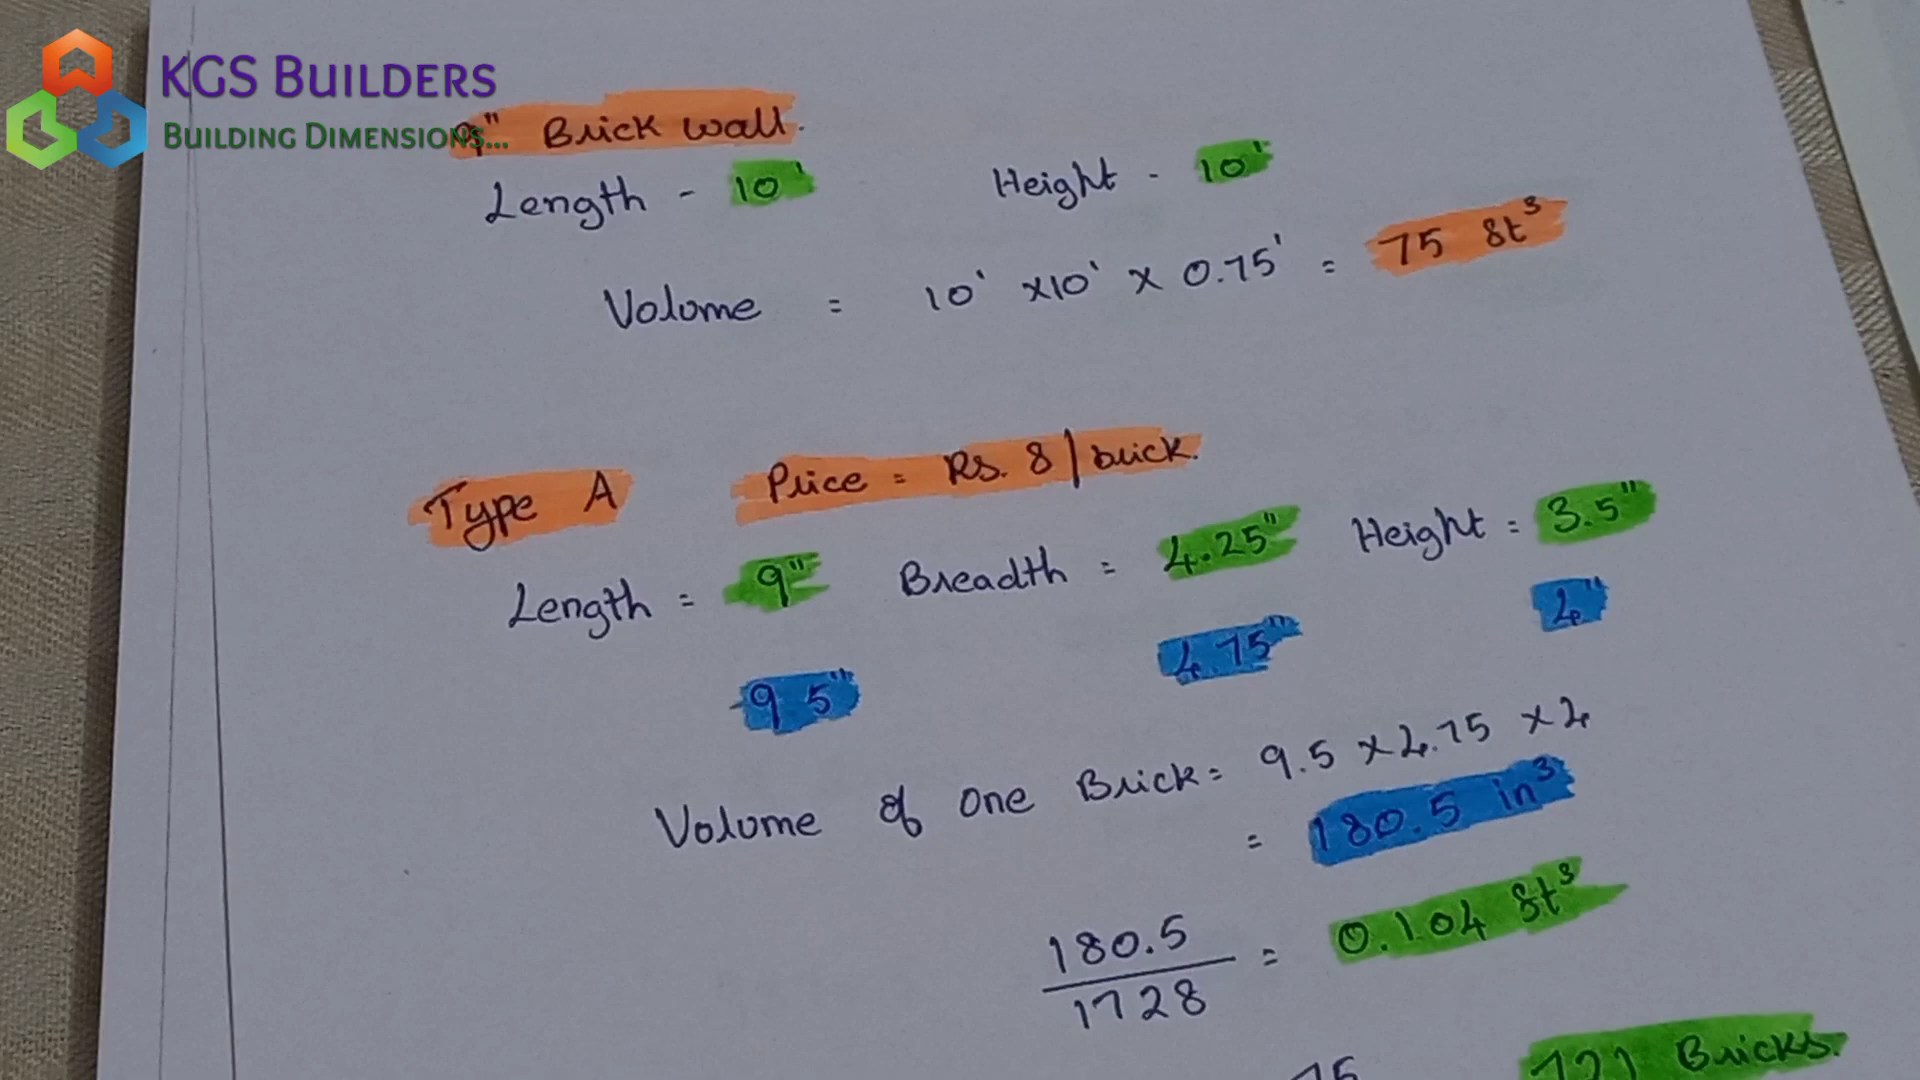 KGS BUILDERS
BUILDING DIMENSIONS...
9" Brick wall.
Length - 10' Height - 10'
Volume = 10' x10' x 0.75' = 75 ft³
Type A Price = Rs. 8 | brick.
Length = 9" Breadth = 4.25" Height = 3.5"
9.5" 4.75" 4"
Volume of one Brick = 9.5 x 4.75 x 4
= 180.5 in³
180.5
1728
= 0.104 ft³
75
721 Bricks.